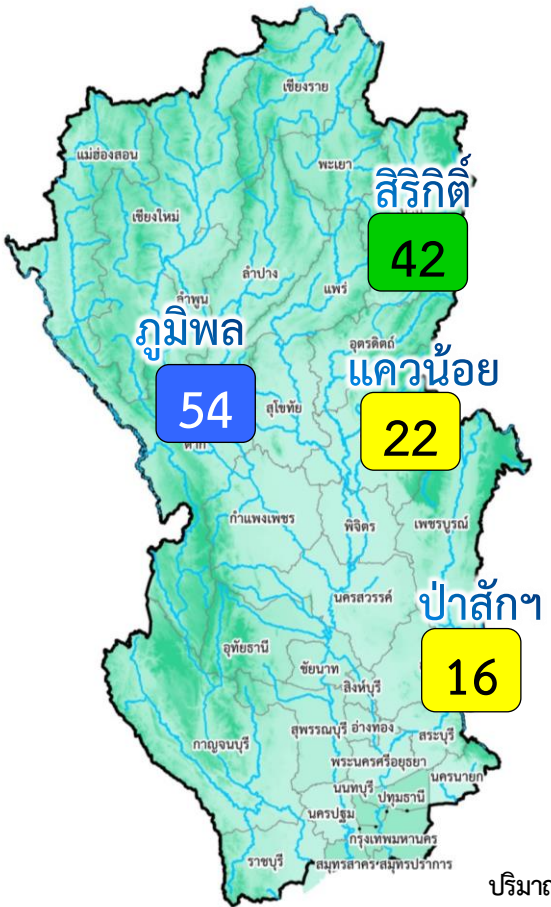 เชียงราย
แม่ฮ่องสอน
พะเยา
สิริกิติ์
เชียงใหม่
42
ลำปาง
แพร่
ลำพูน
ภูมิพล
อุตรดิตถ์
แควน้อย
54
สุโขทัย
22
ตาก
กำแพงเพชร
พิจิตร
เพชรบูรณ์
นครสวรรค์
ป่าสักฯ
อุทัยธานี
ชัยนาท
16
สิงห์บุรี
สุพรรณบุรี อ่างทอง
สระบุรี
กาญจนบุรี
พระนครศรีอยุธยา
นครนายก
นนทบุรี
ปทุมธานี
นครปฐม
กรุงเทพมหานคร
ราชบุรี
สมุทรสาคร สมุทรปราการ